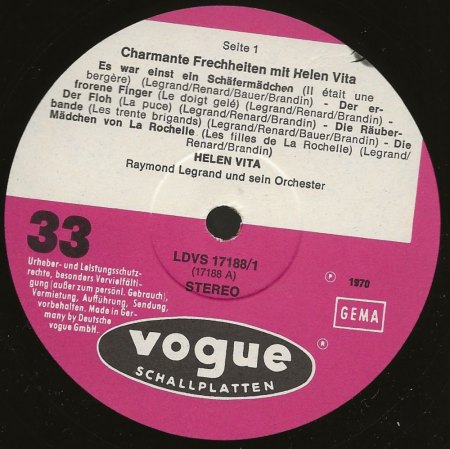 Seite 1
Charmante Frechheiten mit Helen Vita
Es war einst ein Schäfermädchen (Il était une
bergère) (Legrand/Renard/Bauer/Brandin) - Der er-
frorene Finger (Le doigt gelé) (Legrand/Renard/Brandin) -
Der Floh (La puce) (Legrand/Renard/Brandin) - Die Räuber-
bande (Les trente brigands) (Legrand/Renard/Bauer/Brandin) - Die
Mädchen von La Rochelle (Les filles de La Rochelle) (Legrand/
Renard/Brandin)
HELEN VITA
Raymond Legrand und sein Orchester
33
LDVS 17188/1
(17188 A)
STEREO
Urheber- und Leistungsschutz-
rechte, besonders Vervielfälti-
gung (außer zum persönl. Gebrauch),
Vermietung, Aufführung, Sendung,
vorbehalten. Made in Ger-
many by Deutsche
vogue GmbH.
℗ 1970
GEMA
vogue ®
SCHALLPLATTEN